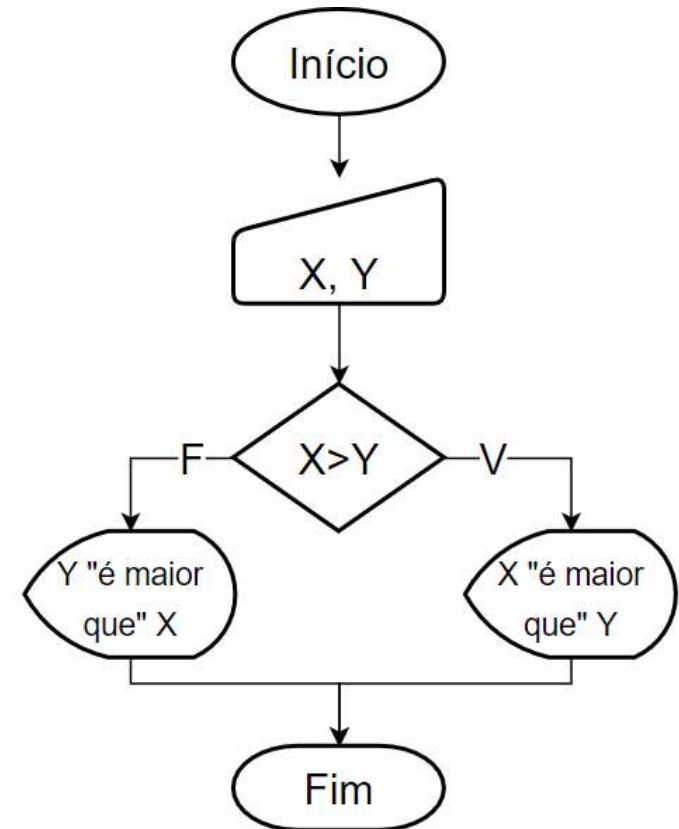 Início
X, Y
X>Y
F
V
Y "é maior
que" X
X "é maior
que" Y
Fim